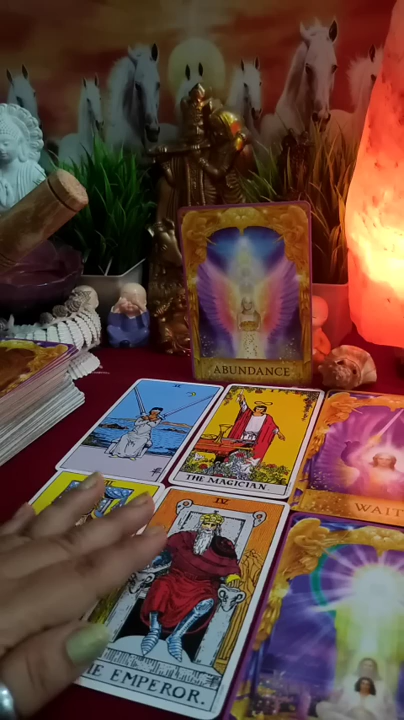 ABUNDANCE
THE MAGICIAN
WAIT
IV
THE EMPEROR.